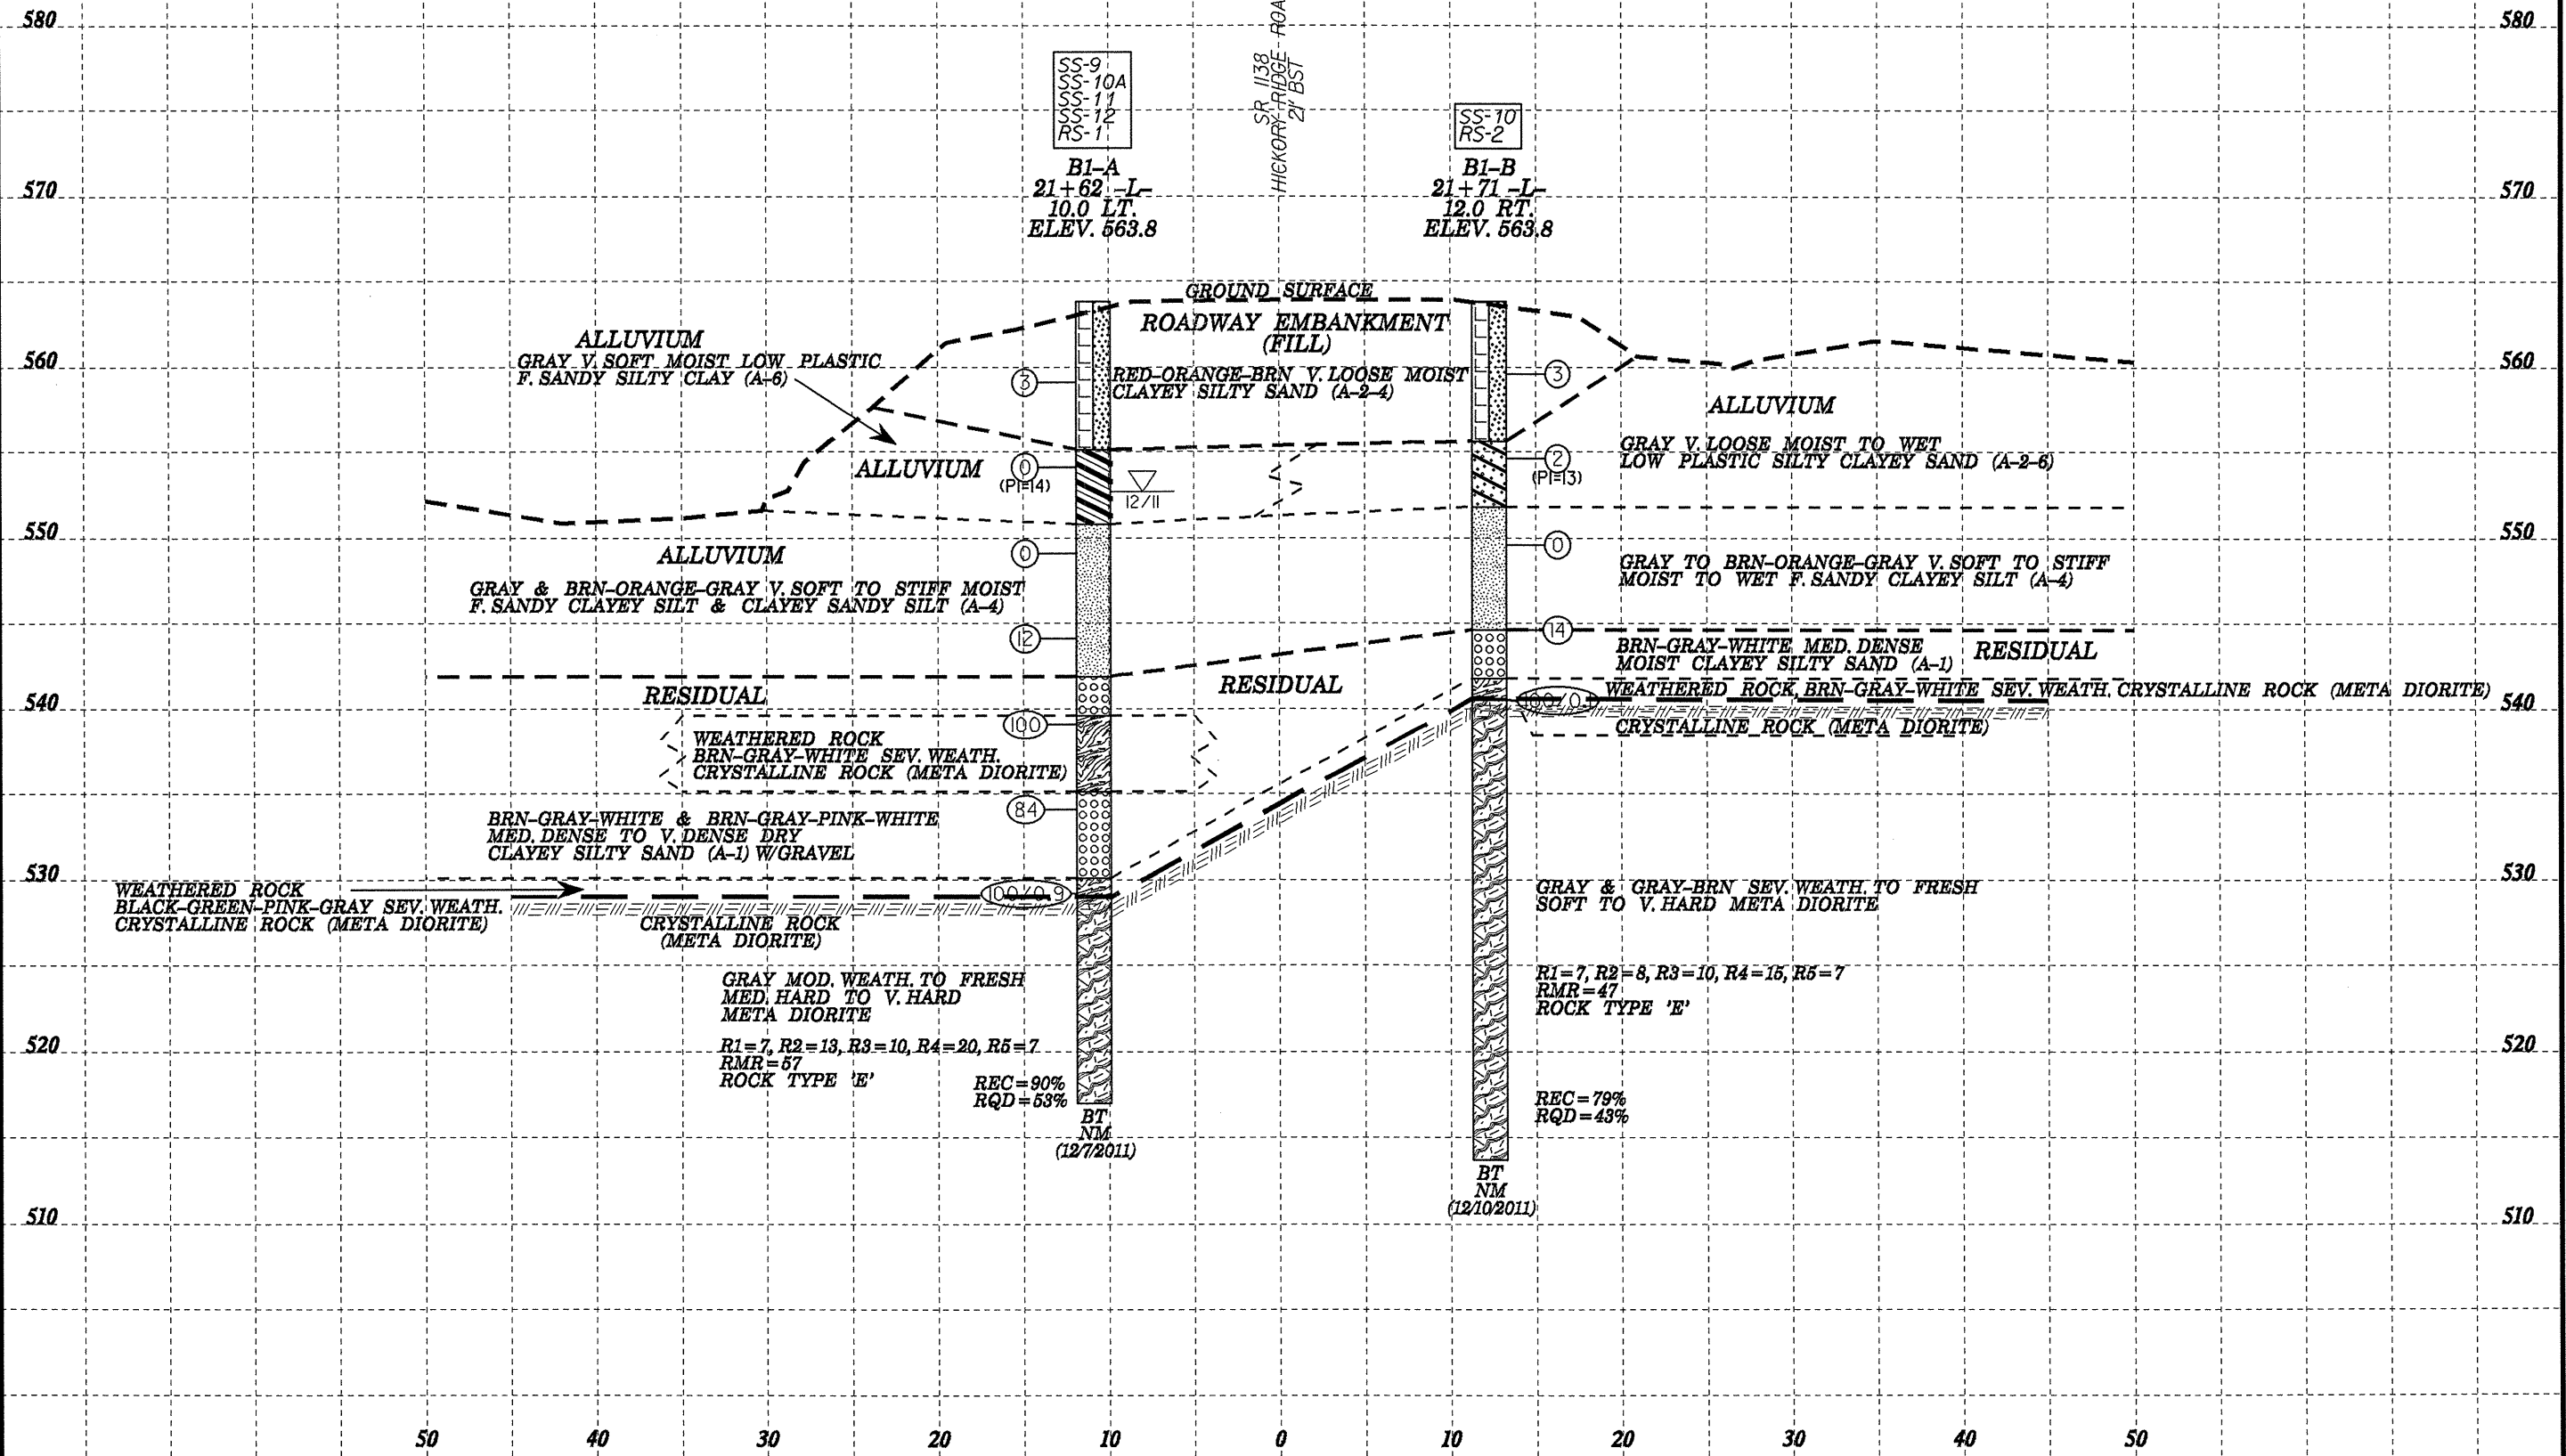 580
580
SS-9
SS-10A
SS-11
SS-12
RS-1
SR 1138
HICKORY RIDGE ROA
21' BST
SS-10
RS-2
B1-A
21+62 -L-
10.0 LT.
ELEV. 563.8
B1-B
21+71 -L-
12.0 RT.
ELEV. 563.8
570
570
GROUND SURFACE
ROADWAY EMBANKMENT
(FILL)
RED-ORANGE-BRN V. LOOSE MOIST
CLAYEY SILTY SAND (A-2-4)
ALLUVIUM
GRAY V. SOFT MOIST LOW PLASTIC
F. SANDY SILTY CLAY (A-6)
560
560
3
3
ALLUVIUM
GRAY V. LOOSE MOIST TO WET
LOW PLASTIC SILTY CLAYEY SAND (A-2-6)
ALLUVIUM
0
(PI=14)
12/11
2
(PI=13)
550
550
ALLUVIUM
0
0
GRAY & BRN-ORANGE-GRAY V. SOFT TO STIFF MOIST
F. SANDY CLAYEY SILT & CLAYEY SANDY SILT (A-4)
GRAY TO BRN-ORANGE-GRAY V. SOFT TO STIFF
MOIST TO WET F. SANDY CLAYEY SILT (A-4)
12
14
BRN-GRAY-WHITE MED. DENSE
MOIST CLAYEY SILTY SAND (A-1)
RESIDUAL
RESIDUAL
RESIDUAL
540
540
100
WEATHERED ROCK
BRN-GRAY-WHITE SEV. WEATH.
CRYSTALLINE ROCK (META DIORITE)
WEATHERED ROCK, BRN-GRAY-WHITE SEV. WEATH. CRYSTALLINE ROCK (META DIORITE)
CRYSTALLINE ROCK (META DIORITE)
84
BRN-GRAY-WHITE & BRN-GRAY-PINK-WHITE
MED. DENSE TO V. DENSE DRY
CLAYEY SILTY SAND (A-1) W/GRAVEL
530
530
100/0.9
WEATHERED ROCK
BLACK-GREEN-PINK-GRAY SEV. WEATH.
CRYSTALLINE ROCK (META DIORITE)
CRYSTALLINE ROCK
(META DIORITE)
GRAY & GRAY-BRN SEV. WEATH. TO FRESH
SOFT TO V. HARD META DIORITE
GRAY MOD. WEATH. TO FRESH
MED. HARD TO V. HARD
META DIORITE
R1=7, R2=13, R3=10, R4=20, R5=7
RMR=57
ROCK TYPE 'E'
R1=7, R2=8, R3=10, R4=15, R5=7
RMR=47
ROCK TYPE 'E'
520
520
REC=90%
RQD=53%
REC=79%
RQD=43%
BT
NM
(12/7/2011)
BT
NM
(12/10/2011)
510
510
50
40
30
20
10
0
10
20
30
40
50